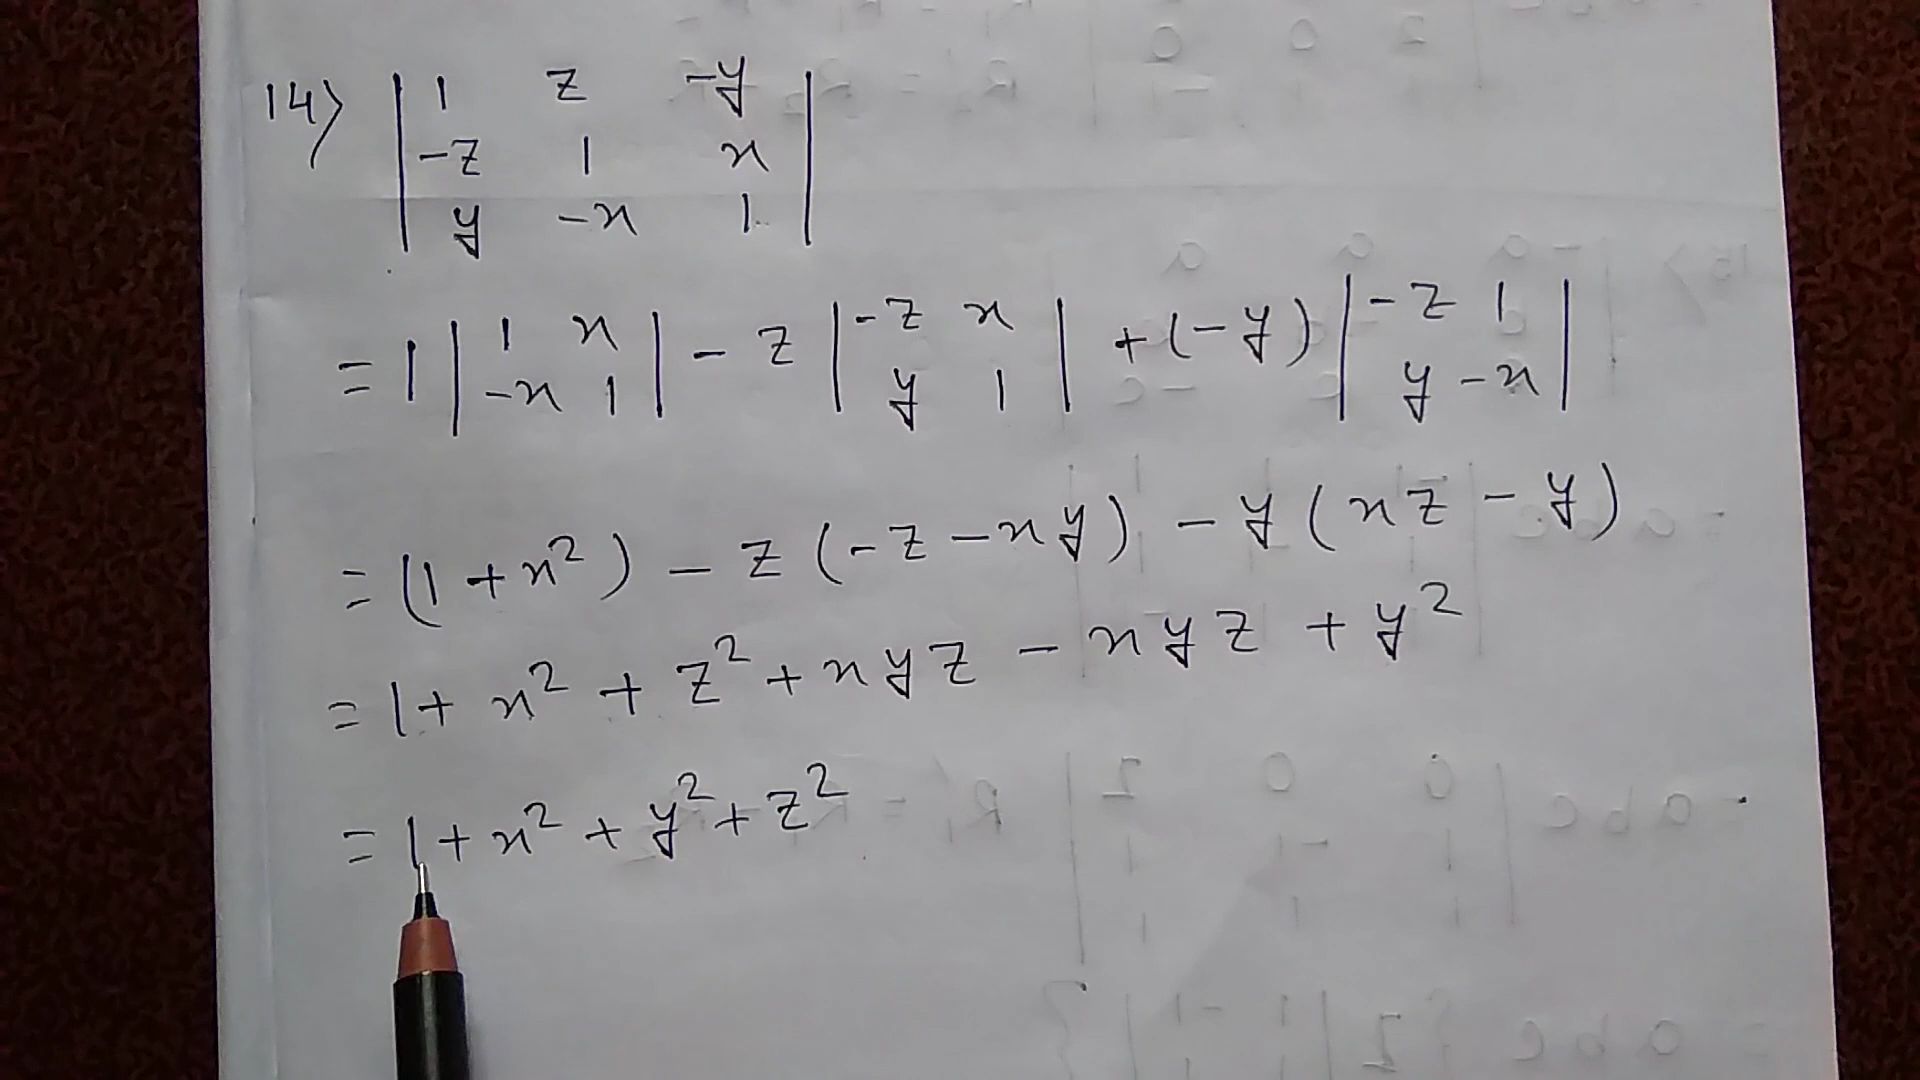 14) | 1 z -y |
| -z 1 x |
| y -x 1 |
= 1 | 1 x | - z | -z x | + (-y) | -z 1 |
| -x 1 | | y 1 | | y -x |
= (1 + x²) - z (-z - xy) - y (xz - y)
= 1 + x² + z² + xyz - xyz + y²
= 1 + x² + y² + z²